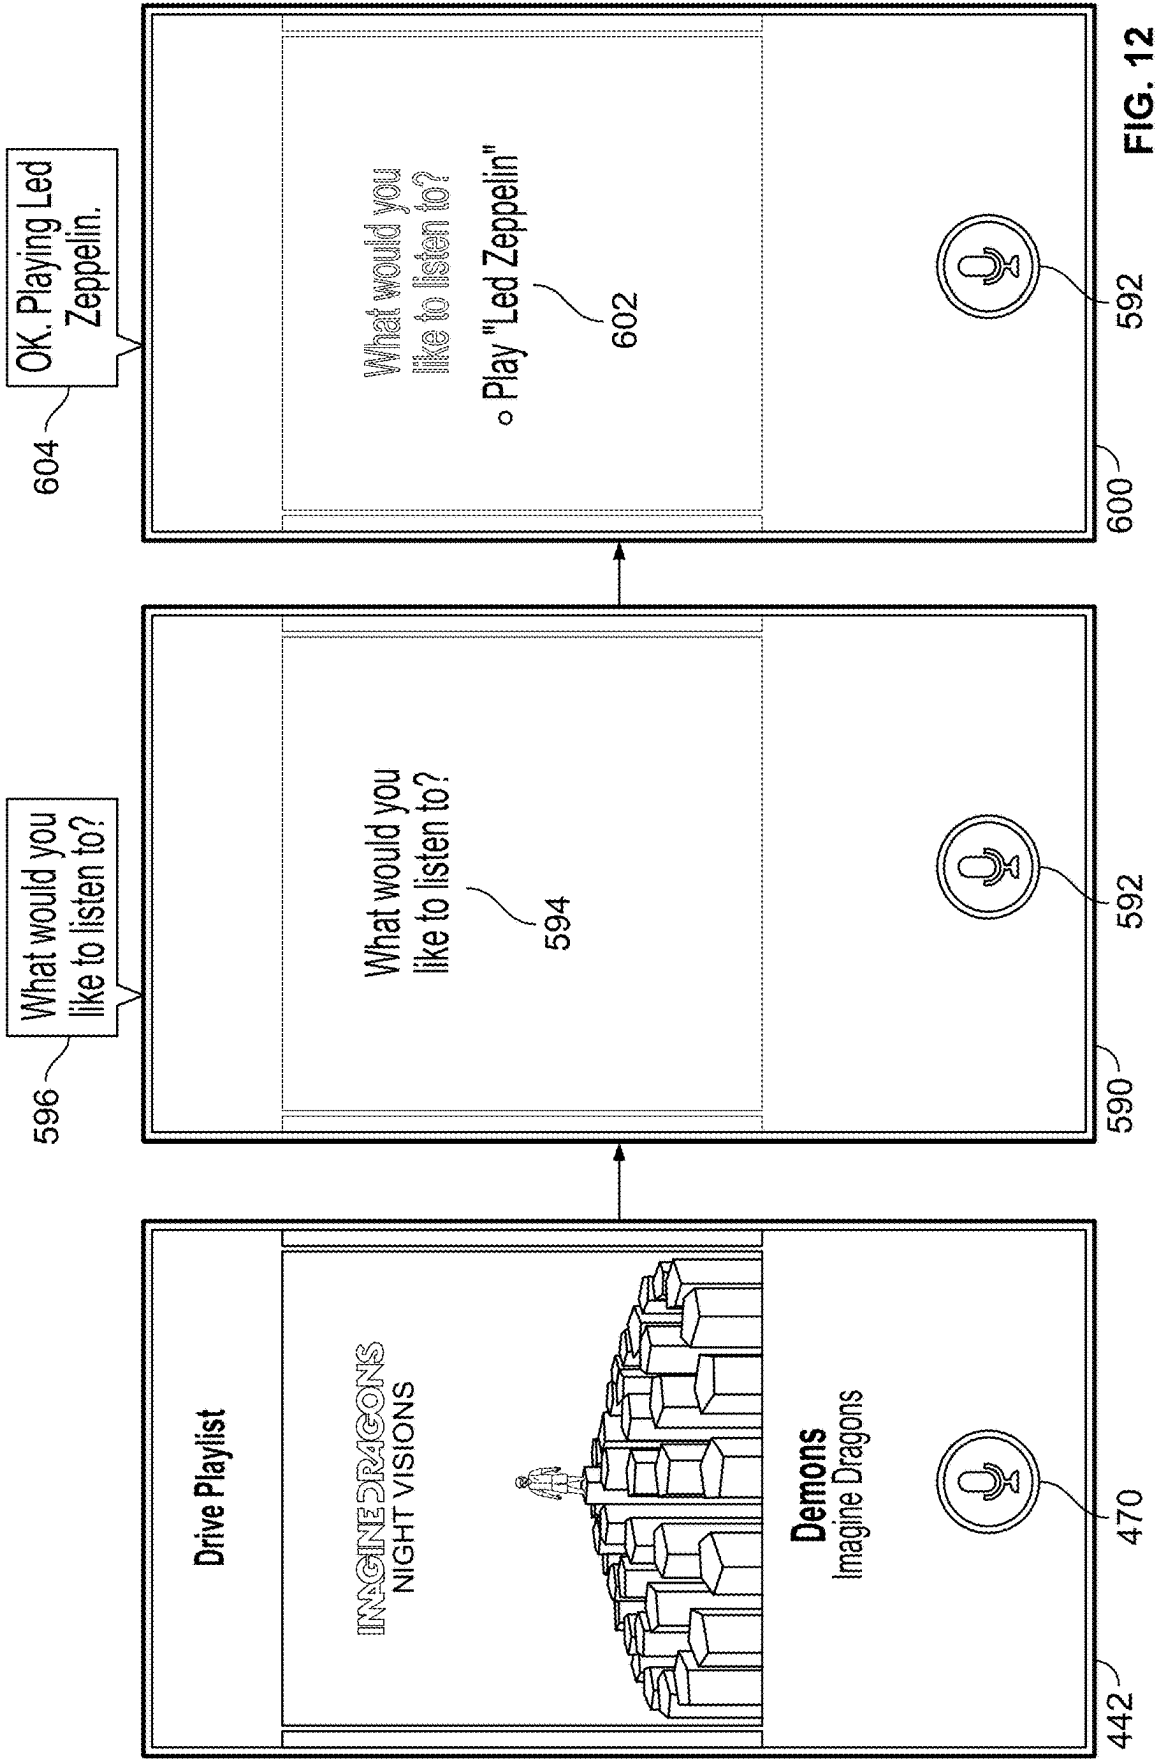 Drive Playlist
IMAGINE DRAGONS
NIGHT VISIONS
Demons
Imagine Dragons
470
442
What would you
like to listen to?
596
What would you
like to listen to?
594
592
590
OK. Playing Led
Zeppelin.
604
What would you
like to listen to?
Play "Led Zeppelin"
602
592
600
FIG. 12